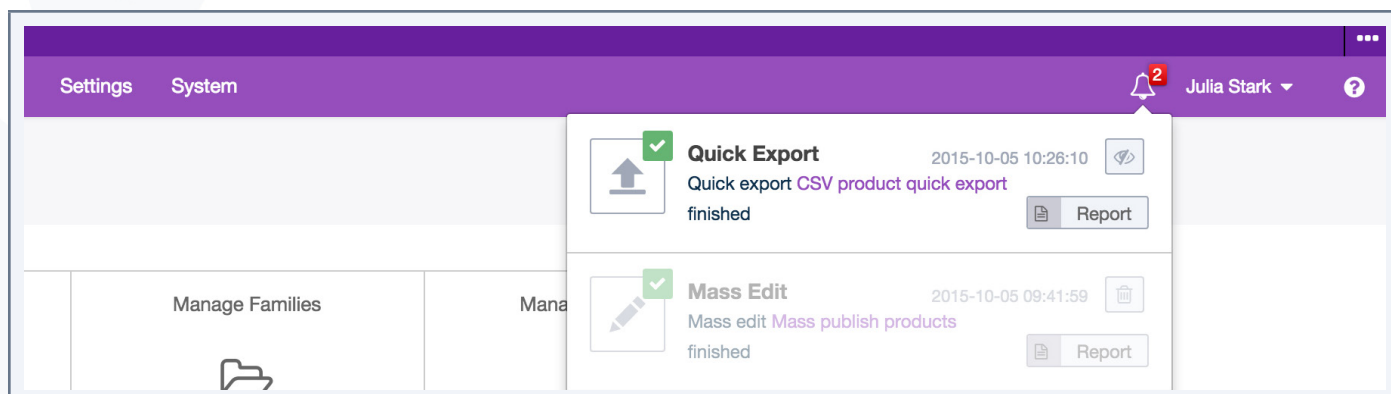 Settings System 2 Julia Stark
Quick Export 2015-10-05 10:26:10
Quick export CSV product quick export
finished Report
Manage Families Mana
Mass Edit 2015-10-05 09:41:59
Mass edit Mass publish products
finished Report